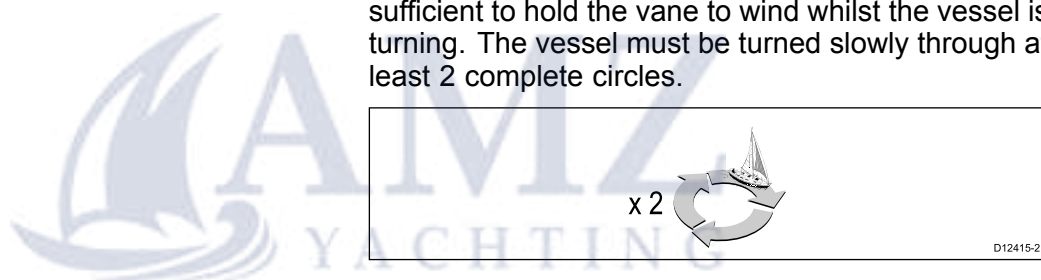 sufficient to hold the vane to wind whilst the vessel is
turning. The vessel must be turned slowly through a
least 2 complete circles.
x 2
D12415-2
AMZ
YACHTING